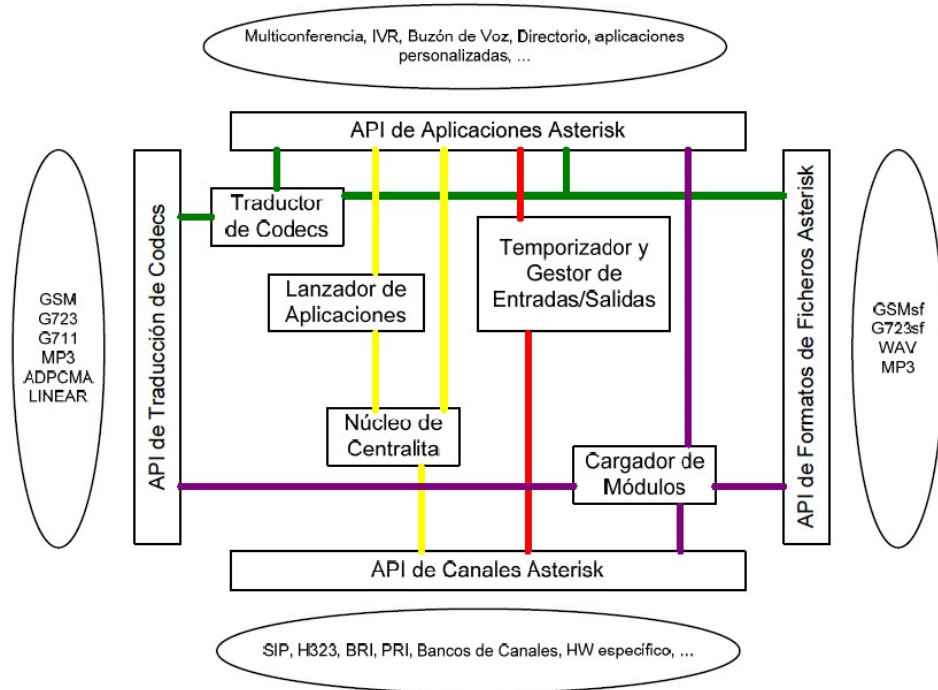 Multiconferencia, IVR, Buzón de Voz, Directorio, aplicaciones
personalizadas, ...
API de Aplicaciones Asterisk
API de Traducción de Codecs
Traductor
de Codecs
Temporizador y
Gestor de
Entradas/Salidas
Lanzador de
Aplicaciones
Núcleo de
Centralita
Cargador de
Módulos
API de Formatos de Ficheros Asterisk
GSM
G723
G711
MP3
ADPCMA
LINEAR
GSMsf
G723sf
WAV
MP3
API de Canales Asterisk
SIP, H323, BRI, PRI, Bancos de Canales, HW específico, ...